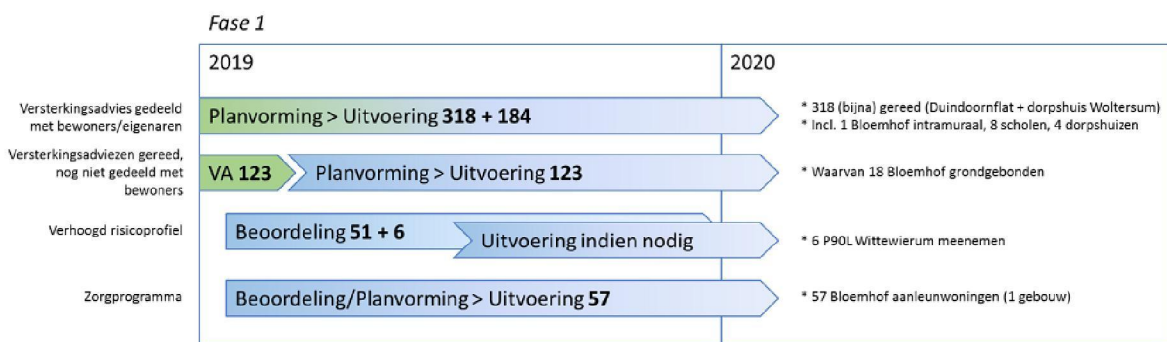 Fase 1
2019
2020
Versterkingsadvies gedeeld
met bewoners/eigenaren
Planvorming > Uitvoering 318 + 184
* 318 (bijna) gereed (Duindoornflat + dorpshuis Woltersum)
* Incl. 1 Bloemhof intramuraal, 8 scholen, 4 dorpshuizen
Versterkingsadviezen gereed,
nog niet gedeeld met
bewoners
VA 123
Planvorming > Uitvoering 123
* Waarvan 18 Bloemhof grondgebonden
Verhoogd risicoprofiel
Beoordeling 51 + 6
Uitvoering indien nodig
* 6 P90L Wittewierum meenemen
Zorgprogramma
Beoordeling/Planvorming > Uitvoering 57
* 57 Bloemhof aanleunwoningen (1 gebouw)